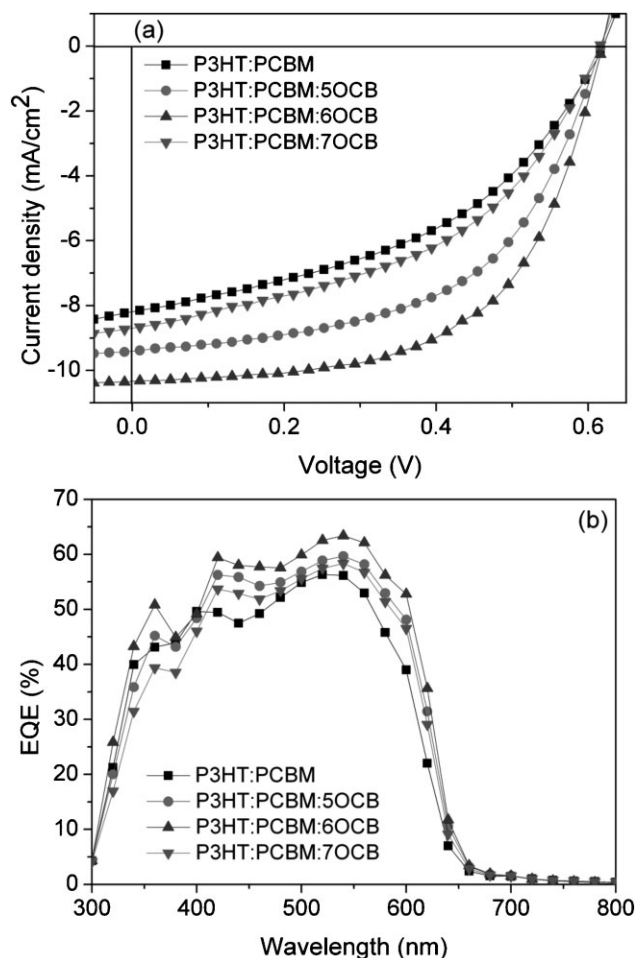 (a)
P3HT:PCBM
P3HT:PCBM:5OCB
P3HT:PCBM:6OCB
P3HT:PCBM:7OCB
Current density (mA/cm²)
0
-2
-4
-6
-8
-10
0.0 0.2 0.4 0.6
Voltage (V)
(b)
EQE (%)
70
60
50
40
30
20
10
0
P3HT:PCBM
P3HT:PCBM:5OCB
P3HT:PCBM:6OCB
P3HT:PCBM:7OCB
300 400 500 600 700 800
Wavelength (nm)